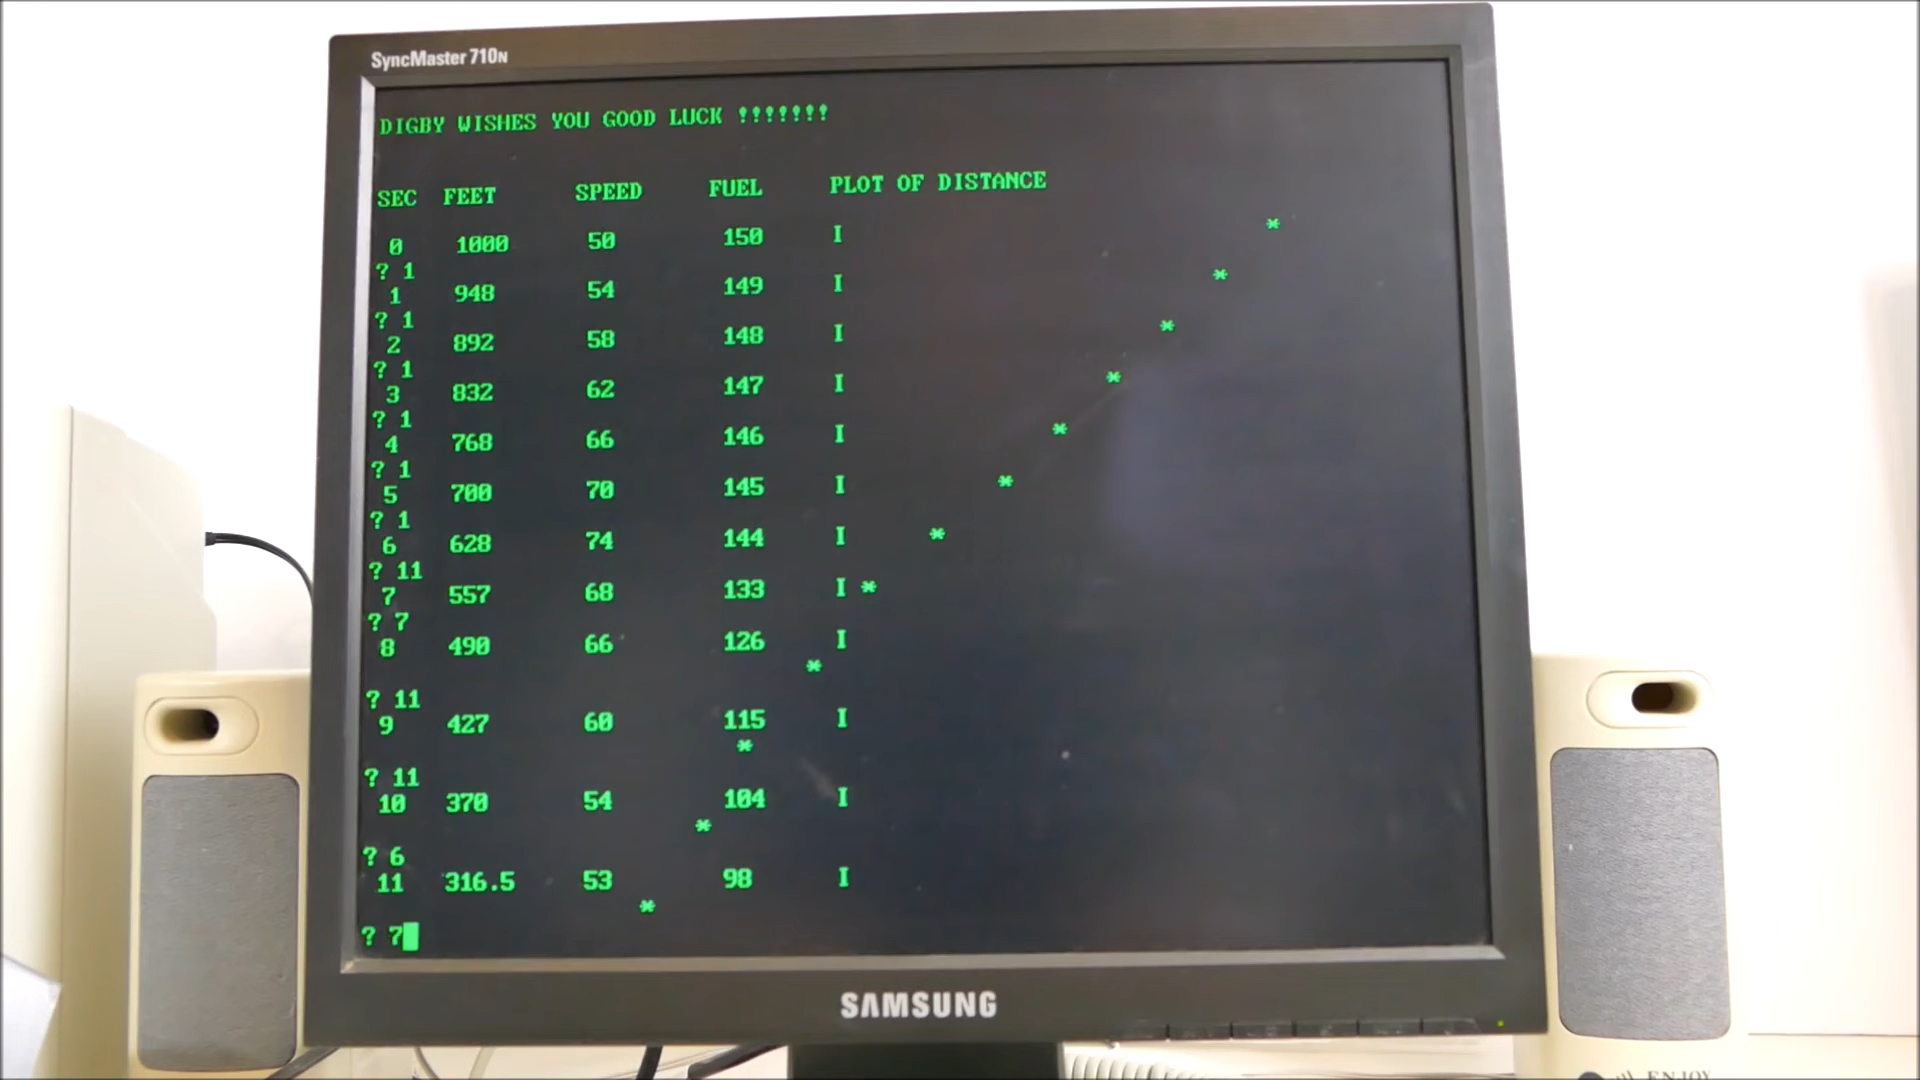 SyncMaster 710N
DIGBY WISHES YOU GOOD LUCK !!!!!!!
SEC FEET SPEED FUEL PLOT OF DISTANCE
0 1000 50 150 I *
? 1
1 948 54 149 I *
? 1
2 892 58 148 I *
? 1
3 832 62 147 I *
? 1
4 768 66 146 I *
? 1
5 700 70 145 I *
? 1
6 628 74 144 I *
? 11
7 557 68 133 I *
? 7
8 490 66 126 I
*
? 11
9 427 60 115 I
*
? 11
10 370 54 104 I
*
? 6
11 316.5 53 98 I
*
? 7
SAMSUNG
ENJOY